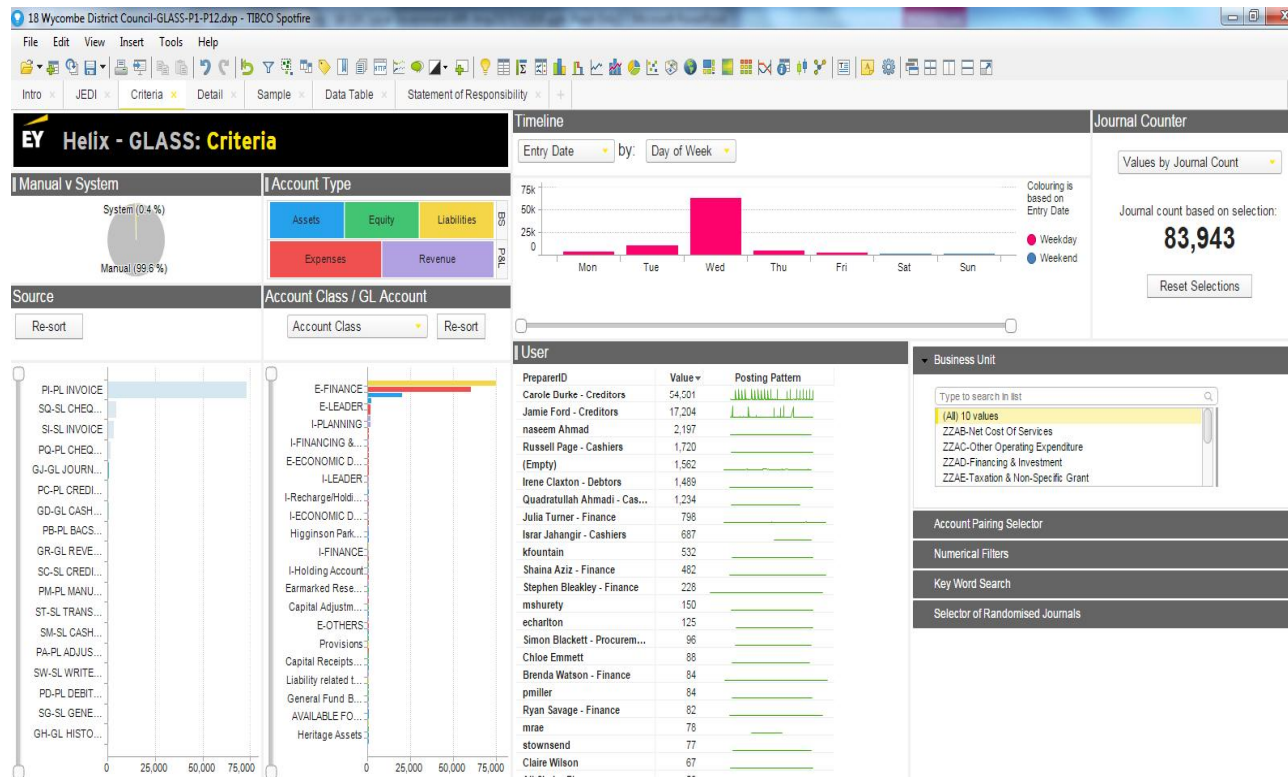 18 Wycombe District Council-GLASS-P1-P12.dxp - TIBCO Spotfire
File Edit View Insert Tools Help
Intro JEDI Criteria Detail Sample Data Table Statement of Responsibility
EY Helix - GLASS: Criteria
Timeline
Entry Date by: Day of Week
75k
50k
25k
0
Mon Tue Wed Thu Fri Sat Sun
Colouring is
based on
Entry Date
Weekday
Weekend
Journal Counter
Values by Journal Count
Journal count based on selection:
83,943
Reset Selections
Manual v System
System (0.4 %)
Manual (99.6 %)
Account Type
Assets Equity Liabilities BS
Expenses Revenue P&L
Source
Re-sort
PI-PL INVOICE
SQ-SL CHEQ...
SI-SL INVOICE
PQ-PL CHEQ...
GJ-GL JOURN...
PC-PL CREDI...
GD-GL CASH...
PB-PL BACS...
GR-GL REVE...
SC-SL CREDI...
PM-PL MANU...
ST-SL TRANS...
SM-SL CASH...
PA-PL ADJUS...
SW-SL WRITE...
PD-PL DEBIT...
SG-SL GENE...
GH-GL HISTO...
0 25,000 50,000 75,000
Account Class / GL Account
Account Class Re-sort
E-FINANCE
E-LEADER
I-PLANNING
I-FINANCING &...
E-ECONOMIC D...
I-LEADER
I-Recharge/Holdi...
I-ECONOMIC D...
Higginson Park...
I-FINANCE
I-Holding Account
Earmarked Rese...
Capital Adjustm...
E-OTHERS
Provisions
Capital Receipts...
Liability related t...
General Fund B...
AVAILABLE FO...
Heritage Assets
0 25,000 50,000 75,000
User
PreparerID Value Posting Pattern
Carole Burke - Creditors 54,501
Jamie Ford - Creditors 17,204
naseem Ahmad 2,197
Russell Page - Cashiers 1,720
(Empty) 1,562
Irene Claxton - Debtors 1,489
Quadratullah Ahmadi - Cas... 1,234
Julia Turner - Finance 798
Israr Jahangir - Cashiers 687
kfountain 532
Shaina Aziz - Finance 482
Stephen Bleakley - Finance 228
mshurety 150
echarlton 125
Simon Blackett - Procurem... 96
Chloe Emmett 88
Brenda Watson - Finance 84
pmiller 84
Ryan Savage - Finance 82
mrae 78
stownsend 77
Claire Wilson 67
Business Unit
Type to search in list
(All) 10 values
ZZAB-Net Cost Of Services
ZZAC-Other Operating Expenditure
ZZAD-Financing & Investment
ZZAE-Taxation & Non-Specific Grant
Account Pairing Selector
Numerical Filters
Key Word Search
Selector of Randomised Journals